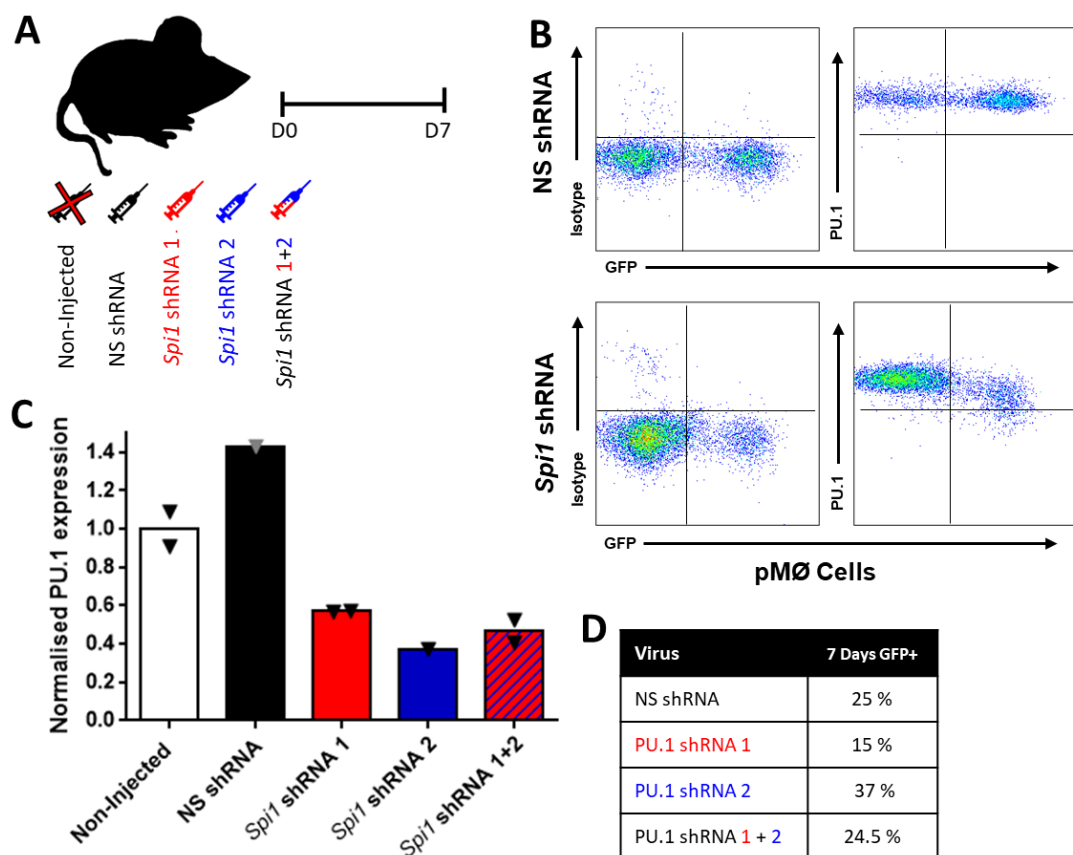 A
D0
D7
Non-Injected
NS shRNA
Spi1 shRNA 1
Spi1 shRNA 2
Spi1 shRNA 1+2
B
NS shRNA
Isotype
PU.1
GFP
Spi1 shRNA
Isotype
PU.1
GFP
pMØ Cells
C
Normalised PU.1 expression
1.4
1.2
1.0
0.8
0.6
0.4
0.2
0.0
Non-Injected
NS shRNA
Spi1 shRNA 1
Spi1 shRNA 2
Spi1 shRNA 1+2
D
Virus 7 Days GFP+
NS shRNA 25 %
PU.1 shRNA 1 15 %
PU.1 shRNA 2 37 %
PU.1 shRNA 1 + 2 24.5 %